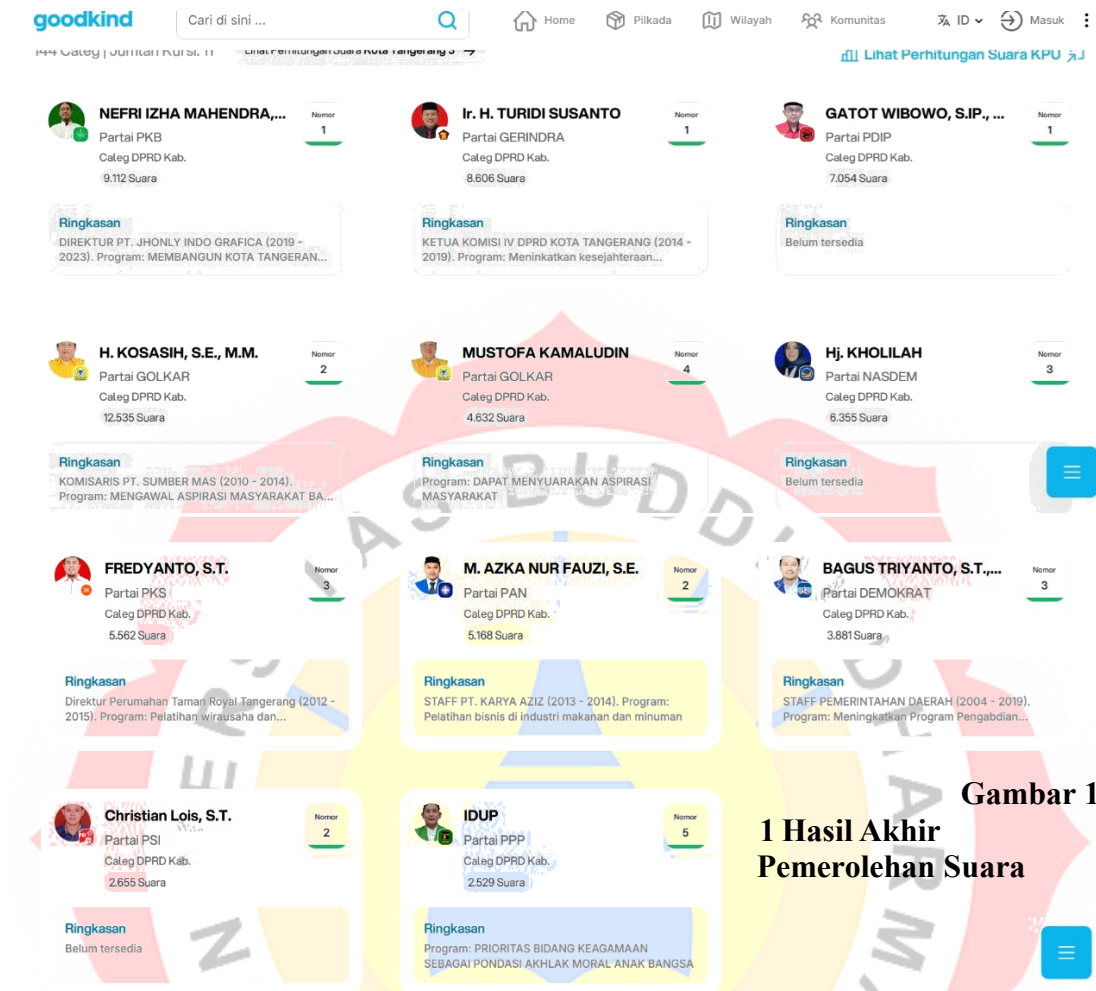 goodkind
Cari di sini ...
Home
Pilkada
Wilayah
Komunitas
ID
Masuk
144 Caleg | Jumlah Kursi: 11
Lihat Perhitungan Suara Kota Tangerang 3 →
Lihat Perhitungan Suara KPU
NEFRI IZHA MAHENDRA,...
Nomor
1
Partai PKB
Caleg DPRD Kab.
9.112 Suara
Ringkasan
DIREKTUR PT. JHONLY INDO GRAFICA (2019 -
2023). Program: MEMBANGUN KOTA TANGERAN...
Ir. H. TURIDI SUSANTO
Nomor
1
Partai GERINDRA
Caleg DPRD Kab.
8.606 Suara
Ringkasan
KETUA KOMISI IV DPRD KOTA TANGERANG (2014 -
2019). Program: Meninkatkan kesejahteraan...
GATOT WIBOWO, S.IP., ...
Nomor
1
Partai PDIP
Caleg DPRD Kab.
7.054 Suara
Ringkasan
Belum tersedia
H. KOSASIH, S.E., M.M.
Nomor
2
Partai GOLKAR
Caleg DPRD Kab.
12.535 Suara
Ringkasan
KOMISARIS PT. SUMBER MAS (2010 - 2014).
Program: MENGAWAL ASPIRASI MASYARAKAT BA...
MUSTOFA KAMALUDIN
Nomor
4
Partai GOLKAR
Caleg DPRD Kab.
4.632 Suara
Ringkasan
Program: DAPAT MENYUARAKAN ASPIRASI
MASYARAKAT
Hj. KHOLILAH
Nomor
3
Partai NASDEM
Caleg DPRD Kab.
6.355 Suara
Ringkasan
Belum tersedia
FREDYANTO, S.T.
Nomor
3
Partai PKS
Caleg DPRD Kab.
5.562 Suara
Ringkasan
Direktur Perumahan Taman Royal Tangerang (2012 -
2015). Program: Pelatihan wirausaha dan...
M. AZKA NUR FAUZI, S.E.
Nomor
2
Partai PAN
Caleg DPRD Kab.
5.168 Suara
Ringkasan
STAFF PT. KARYA AZIZ (2013 - 2014). Program:
Pelatihan bisnis di industri makanan dan minuman
BAGUS TRIYANTO, S.T.,...
Nomor
3
Partai DEMOKRAT
Caleg DPRD Kab.
3.881 Suara
Ringkasan
STAFF PEMERINTAHAN DAERAH (2004 - 2019).
Program: Meningkatkan Program Pengabdian...
Christian Lois, S.T.
Nomor
2
Partai PSI
Caleg DPRD Kab.
2.655 Suara
Ringkasan
Belum tersedia
IDUP
Nomor
5
Partai PPP
Caleg DPRD Kab.
2.529 Suara
Ringkasan
Program: PRIORITAS BIDANG KEAGAMAAN
SEBAGAI PONDASI AKHLAK MORAL ANAK BANGSA
Gambar 1
1 Hasil Akhir
Pemerolehan Suara